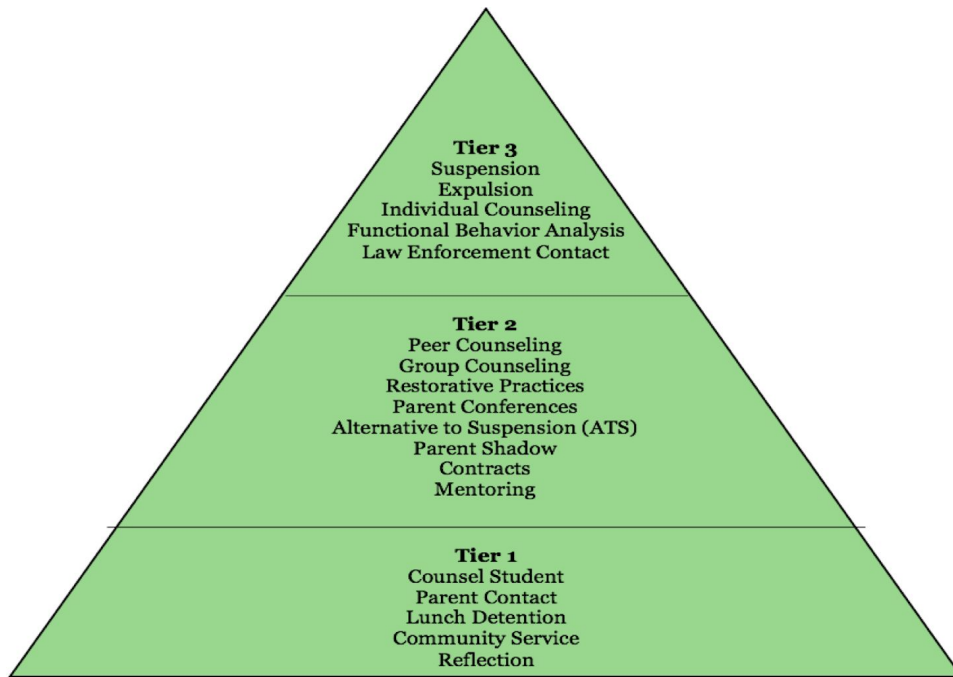 Tier 3
Suspension
Expulsion
Individual Counseling
Functional Behavior Analysis
Law Enforcement Contact
Tier 2
Peer Counseling
Group Counseling
Restorative Practices
Parent Conferences
Alternative to Suspension (ATS)
Parent Shadow
Contracts
Mentoring
Tier 1
Counsel Student
Parent Contact
Lunch Detention
Community Service
Reflection